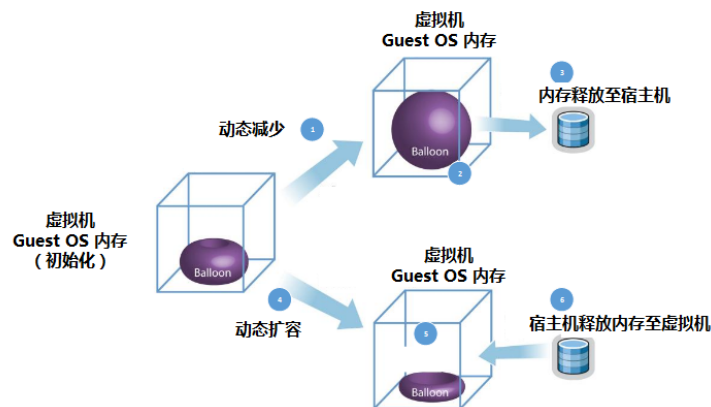 虚拟机
Guest OS 内存
3
动态减少
1
内存释放至宿主机
Balloon
2
虚拟机
Guest OS 内存
（初始化）
Balloon
虚拟机
Guest OS 内存
4
6
动态扩容
5
宿主机释放内存至虚拟机
Balloon